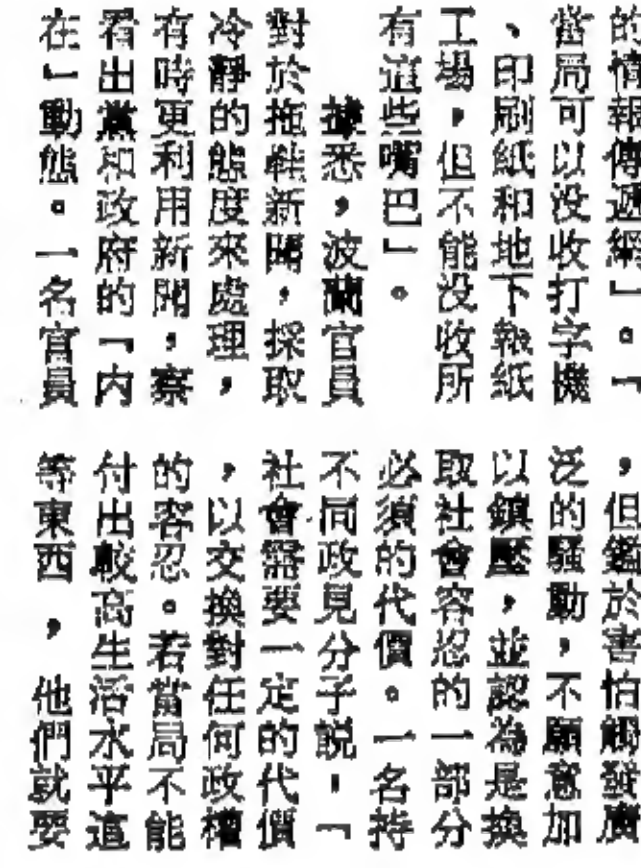 的情報傳遞網」。「
當局可以没收打字機
、印刷紙和地下報紙
工場，但不能没收所
有這些嘴巴」。
據悉，波蘭官員
對於拖鞋新聞，採取
冷靜的態度來處理，
有時更利用新聞，察
看出黨和政府的「内
在」動態。一名官員
，但鑑於害怕觸發廣
泛的騷動，不願意加
以鎮壓，並認為是換
取社會容忍的一部分
必須的代價。一名持
不同政見分子説：「
社會需要一定的代價
，以交換對任何政權
的容忍。若當局不能
付出較高生活水平這
等東西，他們就要